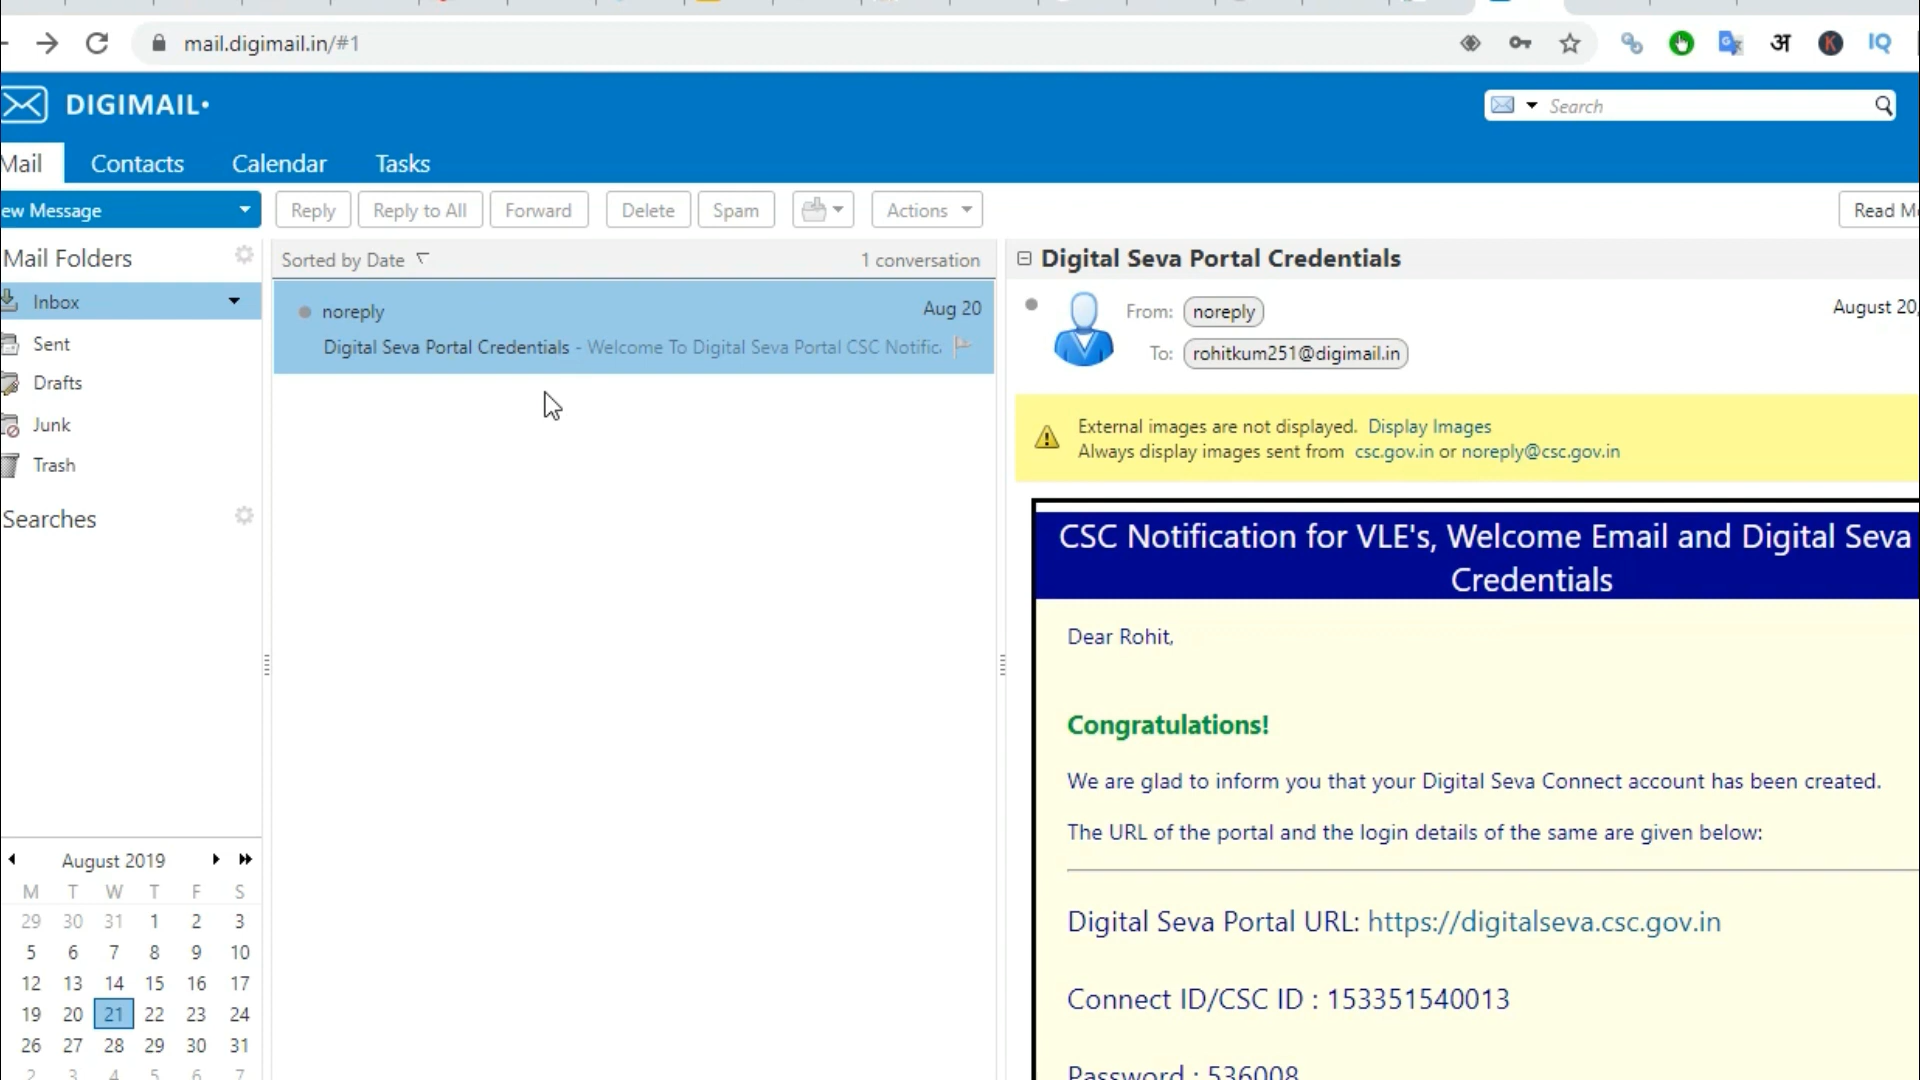 mail.digimail.in/#1
अ
K
IQ
DIGIMAIL
Search
Mail Contacts Calendar Tasks
ew Message
Reply Reply to All Forward Delete Spam Actions
Mail Folders
Inbox
Sent
Drafts
Junk
Trash
Searches
August 2019
M T W T F S
29 30 31 1 2 3
5 6 7 8 9 10
12 13 14 15 16 17
19 20 21 22 23 24
26 27 28 29 30 31
2 3 4 5 6 7
Sorted by Date 1 conversation
noreply Aug 20
Digital Seva Portal Credentials - Welcome To Digital Seva Portal CSC Notific
Read
Digital Seva Portal Credentials
From: noreply August 20,
To: rohitkum251@digimail.in
External images are not displayed. Display Images
Always display images sent from csc.gov.in or noreply@csc.gov.in
CSC Notification for VLE's, Welcome Email and Digital Seva
Credentials
Dear Rohit,
Congratulations!
We are glad to inform you that your Digital Seva Connect account has been created.
The URL of the portal and the login details of the same are given below:
Digital Seva Portal URL: https://digitalseva.csc.gov.in
Connect ID/CSC ID : 153351540013
Password : 536008